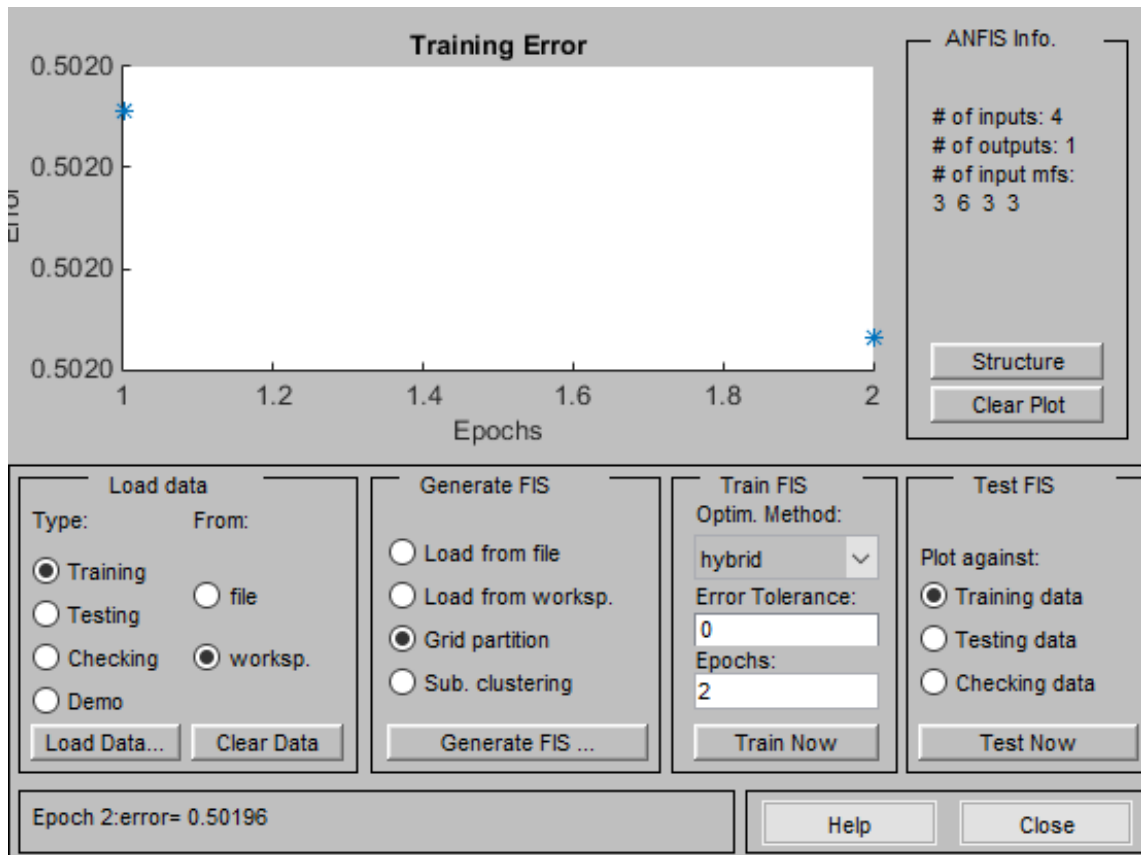 Training Error
0.5020
0.5020
0.5020
0.5020
Error
1 1.2 1.4 1.6 1.8 2
Epochs
ANFIS Info.
# of inputs: 4
# of outputs: 1
# of input mfs:
3 6 3 3
Structure
Clear Plot
Load data
Type: From:
Training
Testing
Checking
Demo
file
worksp.
Load Data...
Clear Data
Generate FIS
Load from file
Load from worksp.
Grid partition
Sub. clustering
Generate FIS ...
Train FIS
Optim. Method:
hybrid
Error Tolerance:
0
Epochs:
2
Train Now
Test FIS
Plot against:
Training data
Testing data
Checking data
Test Now
Epoch 2:error= 0.50196
Help
Close